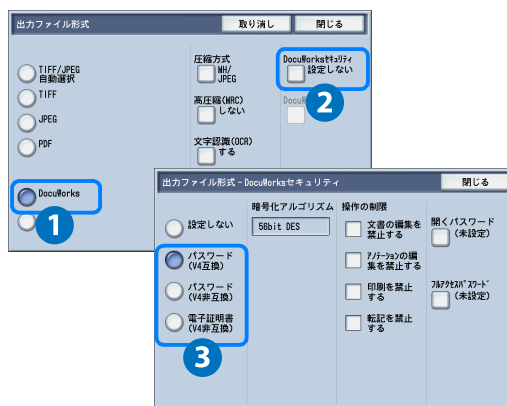 出力ファイル形式
取り消し
閉じる
TIFF/JPEG
自動選択
TIFF
JPEG
PDF
DocuWorks
1
圧縮方式
MH/
JPEG
高圧縮(MRC)
しない
文字認識(OCR)
する
DocuWorksｾｷｭﾘﾃｨ
設定しない
2
出力ファイル形式 - DocuWorksセキュリティ
閉じる
設定しない
パスワード
(V4互換)
パスワード
(V4非互換)
電子証明書
(V4非互換)
3
暗号化アルゴリズム
56bit DES
操作の制限
文書の編集を
禁止する
ｱﾉﾃｰｼｮﾝの編
集を禁止する
印刷を禁止
する
転記を禁止
する
開くパスワード
(未設定)
ﾌﾙｱｸｾｽﾊﾟｽﾜｰﾄﾞ
(未設定)